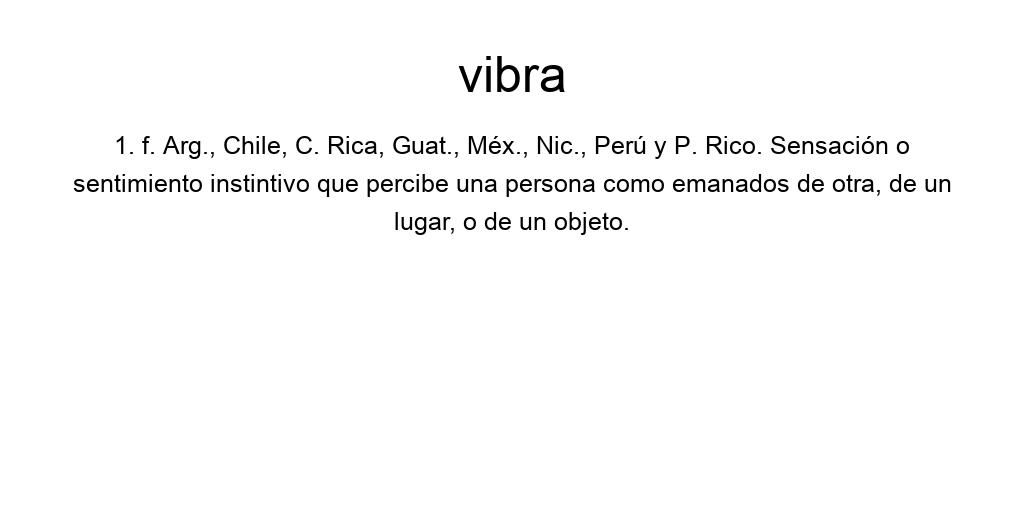 vibra
1. f. Arg., Chile, C. Rica, Guat., Méx., Nic., Perú y P. Rico. Sensación o
sentimiento instintivo que percibe una persona como emanados de otra, de un
lugar, o de un objeto.